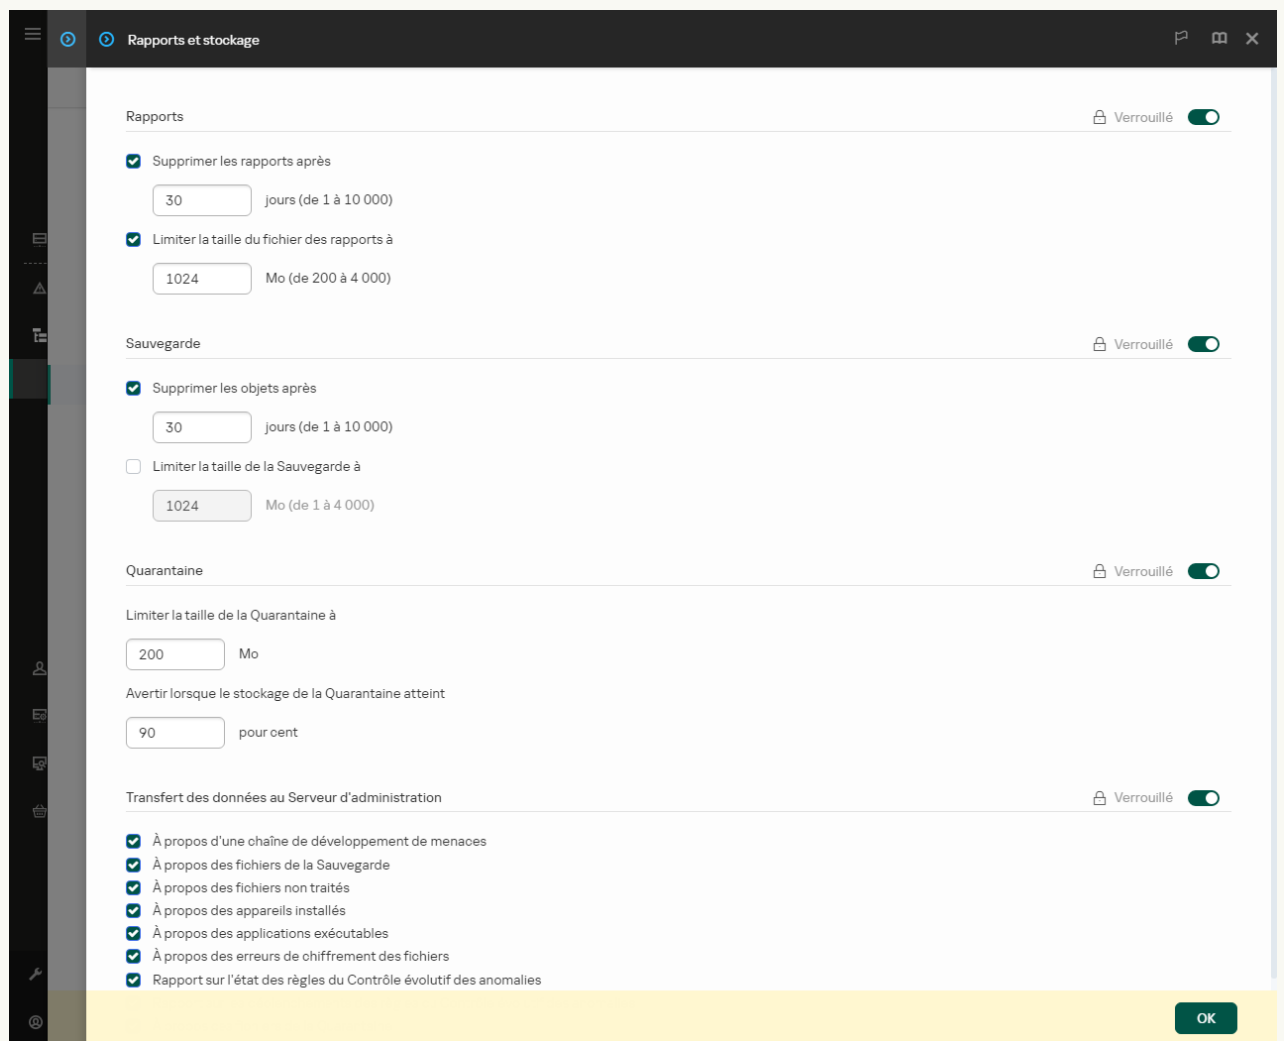 Rapports et stockage
Rapports
Verrouillé
Supprimer les rapports après
30 jours (de 1 à 10 000)
Limiter la taille du fichier des rapports à
1024 Mo (de 200 à 4 000)
Sauvegarde
Verrouillé
Supprimer les objets après
30 jours (de 1 à 10 000)
Limiter la taille de la Sauvegarde à
1024 Mo (de 1 à 4 000)
Quarantaine
Verrouillé
Limiter la taille de la Quarantaine à
200 Mo
Avertir lorsque le stockage de la Quarantaine atteint
90 pour cent
Transfert des données au Serveur d'administration
Verrouillé
À propos d'une chaîne de développement de menaces
À propos des fichiers de la Sauvegarde
À propos des fichiers non traités
À propos des appareils installés
À propos des applications exécutables
À propos des erreurs de chiffrement des fichiers
Rapport sur l'état des règles du Contrôle évolutif des anomalies
OK